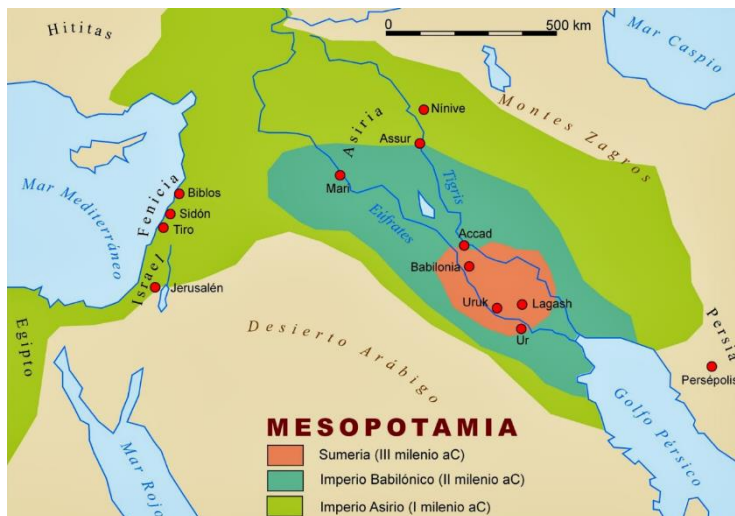 Hititas
0 500 km
Mar Caspio
Montes Zagros
Nínive
Asiria
Assur
Mari
Tigris
Éufrates
Mar Mediterráneo
Fenicia
Biblos
Sidón
Tiro
Israel
Jerusalén
Accad
Babilonia
Uruk
Lagash
Ur
Egipto
Desierto Arábigo
Persia
Persépolis
Golfo Pérsico
Mar Rojo
MESOPOTAMIA
Sumeria (III milenio aC)
Imperio Babilónico (II milenio aC)
Imperio Asirio (I milenio aC)